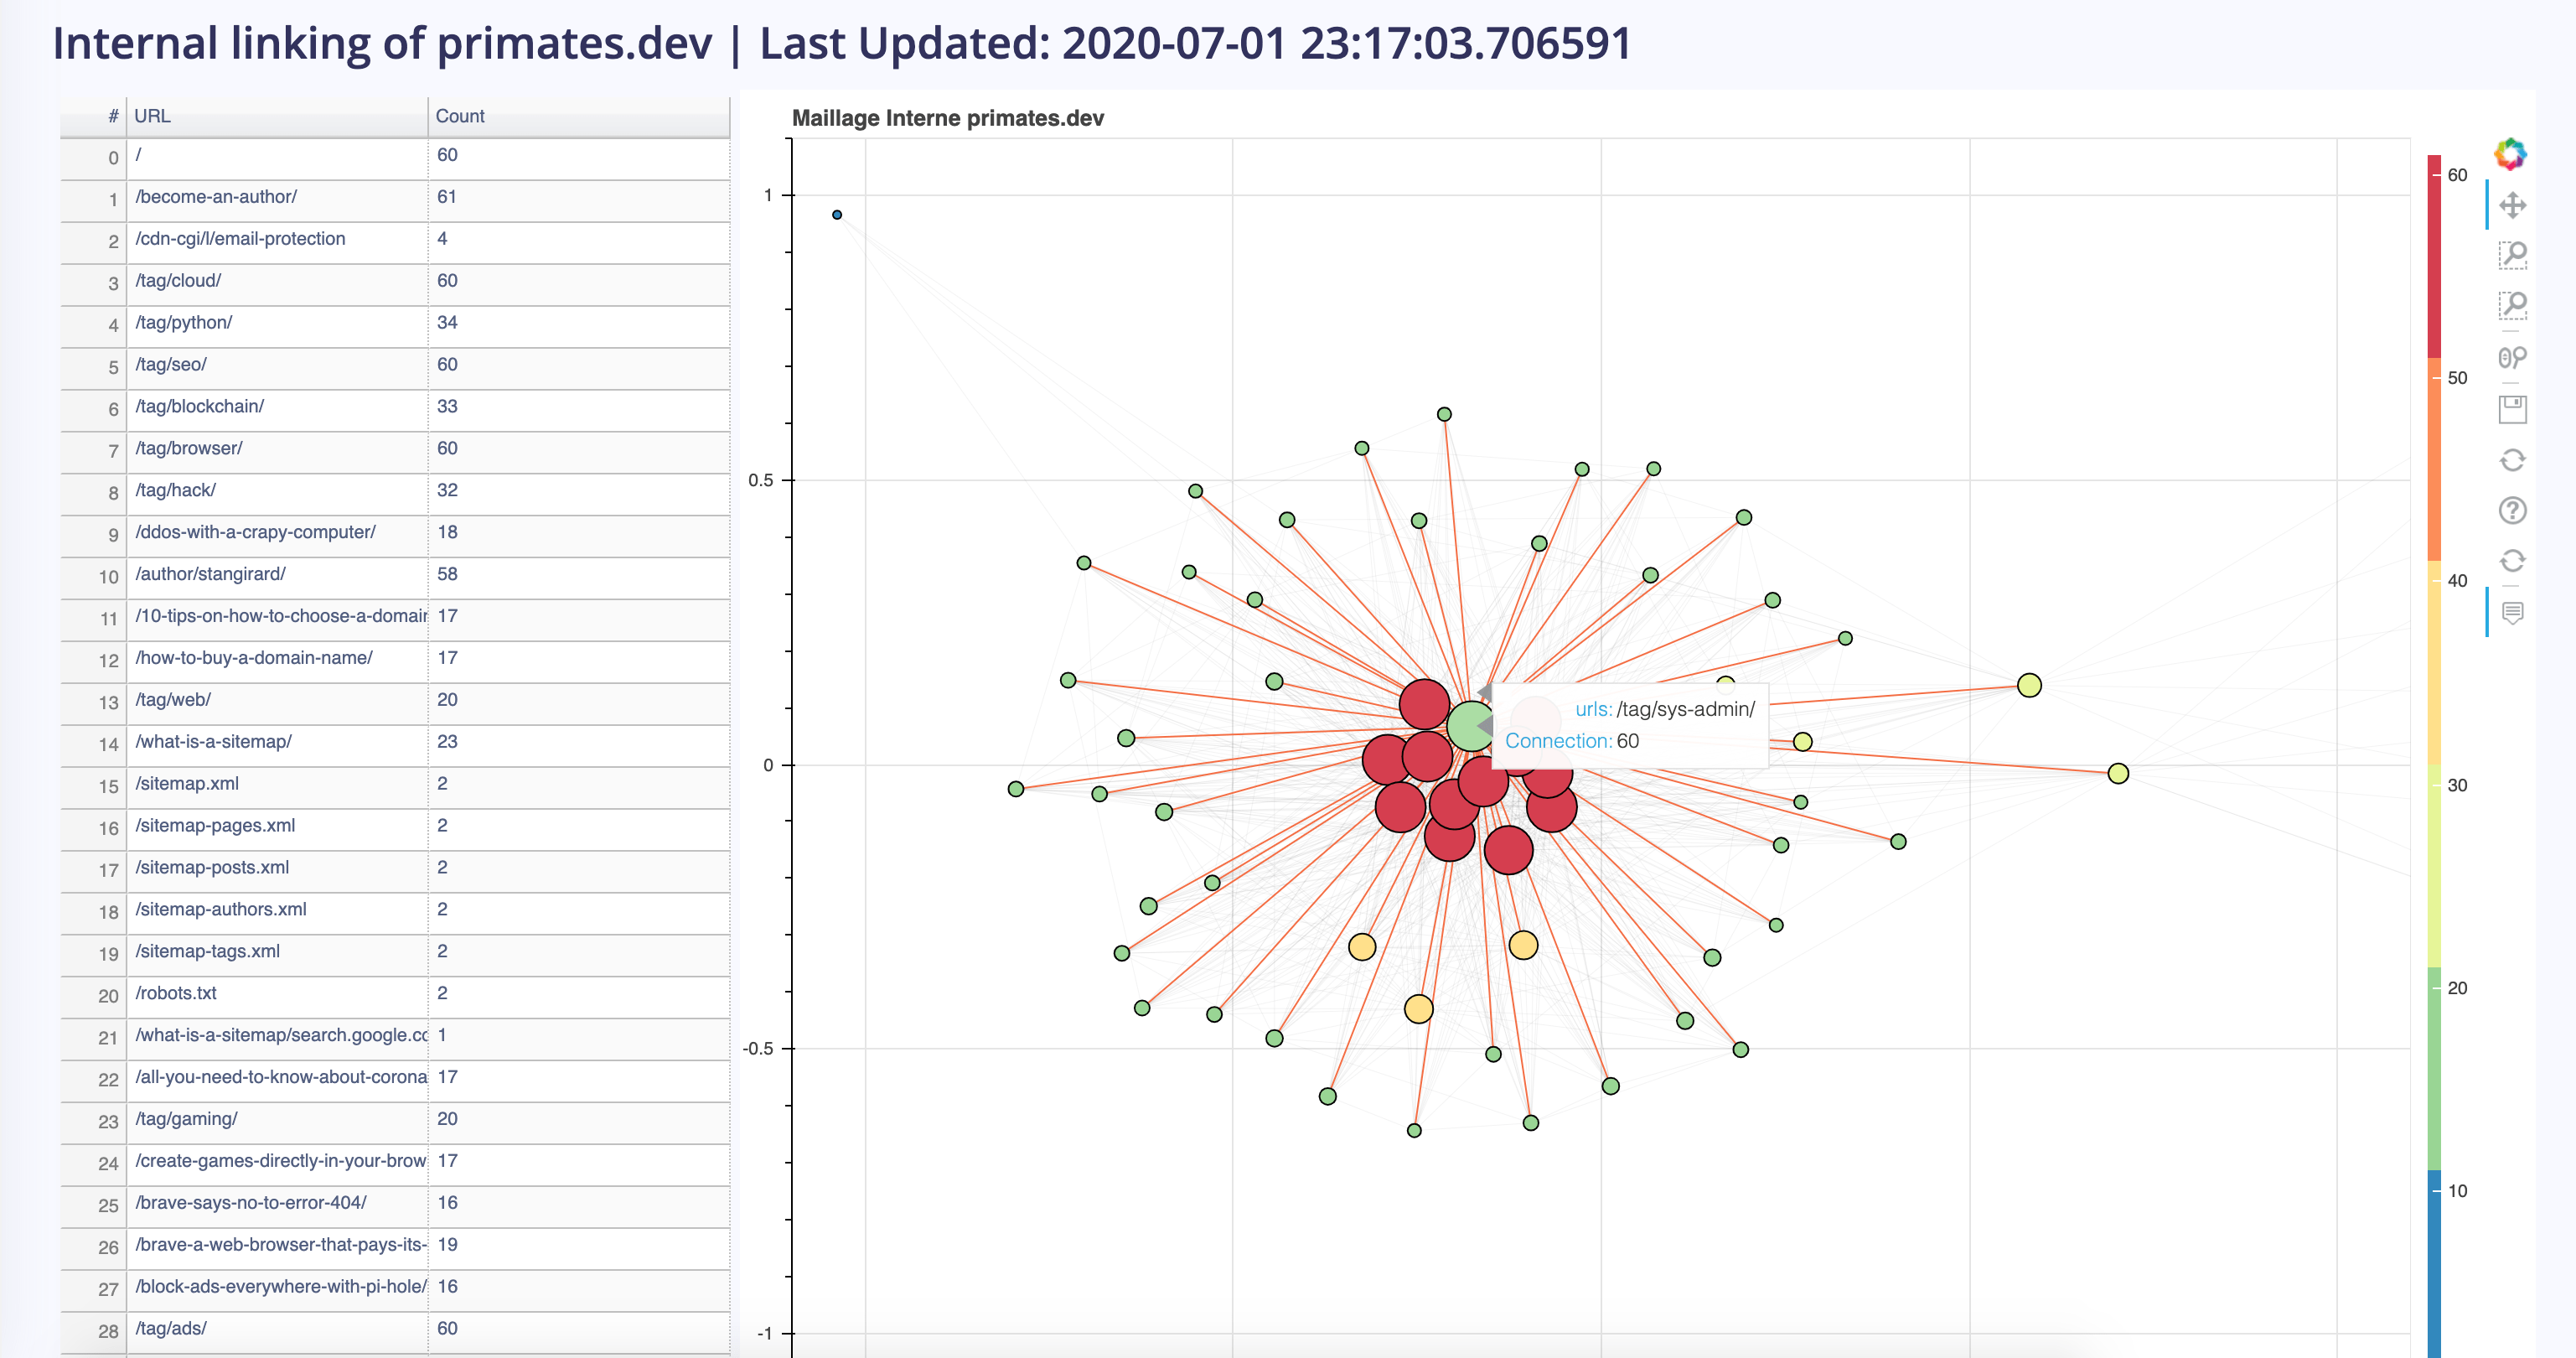 Internal linking of primates.dev | Last Updated: 2020-07-01 23:17:03.706591
# URL Count
0 / 60
1 /become-an-author/ 61
2 /cdn-cgi/l/email-protection 4
3 /tag/cloud/ 60
4 /tag/python/ 34
5 /tag/seo/ 60
6 /tag/blockchain/ 33
7 /tag/browser/ 60
8 /tag/hack/ 32
9 /ddos-with-a-crapy-computer/ 18
10 /author/stangirard/ 58
11 /10-tips-on-how-to-choose-a-domain 17
12 /how-to-buy-a-domain-name/ 17
13 /tag/web/ 20
14 /what-is-a-sitemap/ 23
15 /sitemap.xml 2
16 /sitemap-pages.xml 2
17 /sitemap-posts.xml 2
18 /sitemap-authors.xml 2
19 /sitemap-tags.xml 2
20 /robots.txt 2
21 /what-is-a-sitemap/search.google.co 1
22 /all-you-need-to-know-about-corona 17
23 /tag/gaming/ 20
24 /create-games-directly-in-your-brow 17
25 /brave-says-no-to-error-404/ 16
26 /brave-a-web-browser-that-pays-its- 19
27 /block-ads-everywhere-with-pi-hole/ 16
28 /tag/ads/ 60
Maillage Interne primates.dev
1
0.5
0
-0.5
-1
urls: /tag/sys-admin/
Connection: 60
60
50
40
30
20
10